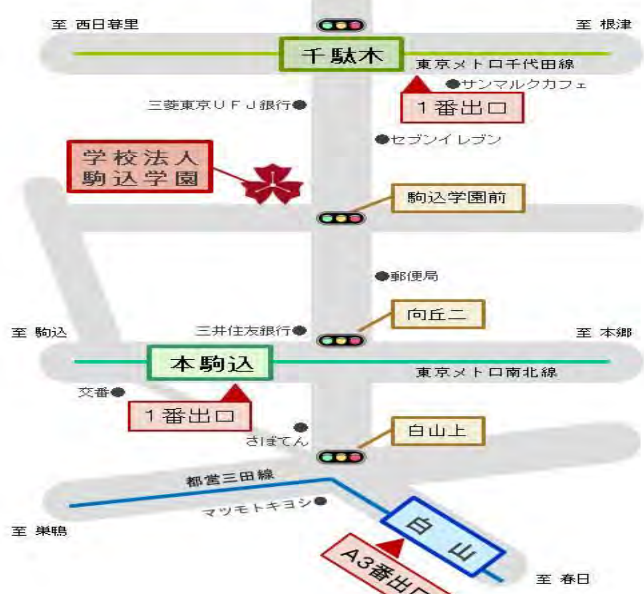 至 西日暮里
至 根津
千駄木
東京メトロ千代田線
●サンマルクカフェ
三菱東京UFJ銀行●
1番出口
●セブンイレブン
学校法人
駒込学園
駒込学園前
●郵便局
向丘二
至 駒込
三井住友銀行●
至 本郷
本駒込
東京メトロ南北線
交番●
1番出口
さぼてん
白山上
都営三田線
マツモトキヨシ●
白山
至 巣鴨
A3番出口
至 春日